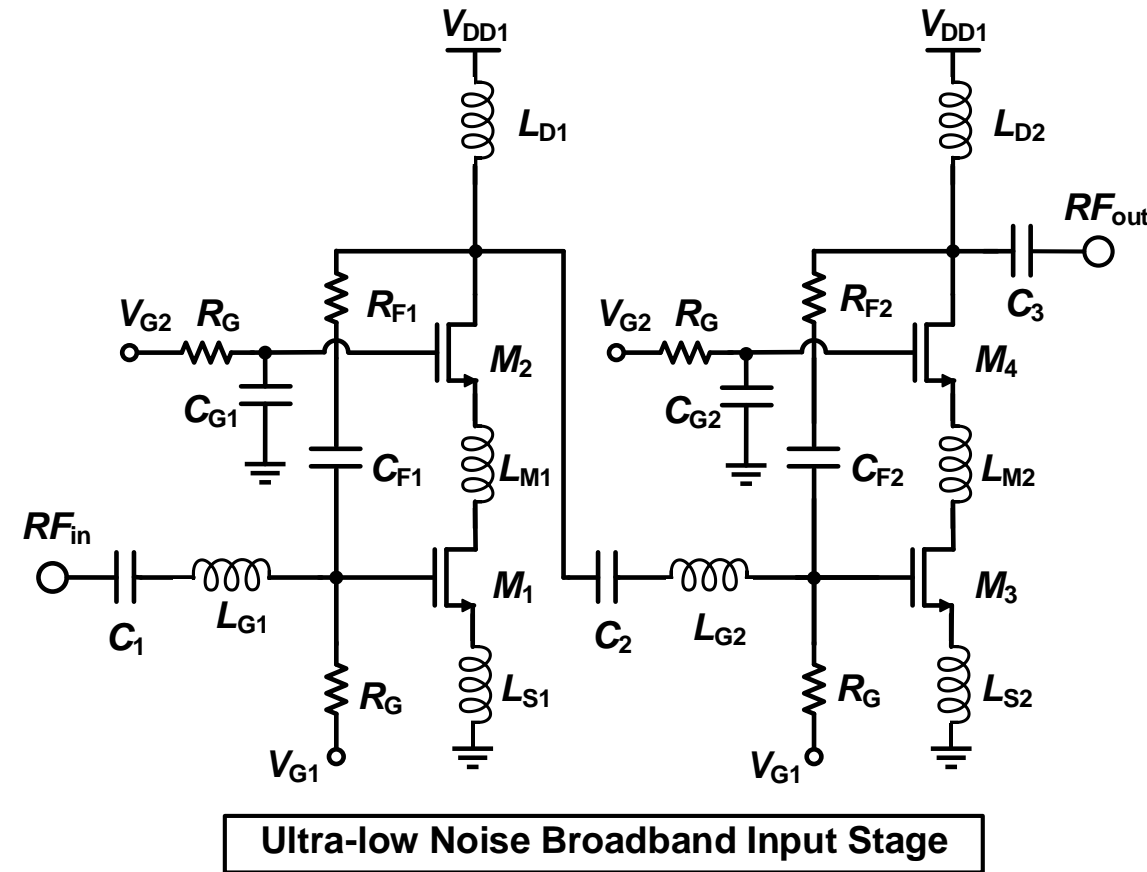 VDD1
VDD1
LD1
LD2
RFout
RF1
RF2
C3
VG2
RG
VG2
RG
M2
M4
CG1
CG2
CF1
CF2
LM1
LM2
RFin
M1
M3
C1
LG1
C2
LG2
RG
LS1
RG
LS2
VG1
VG1
Ultra-low Noise Broadband Input Stage